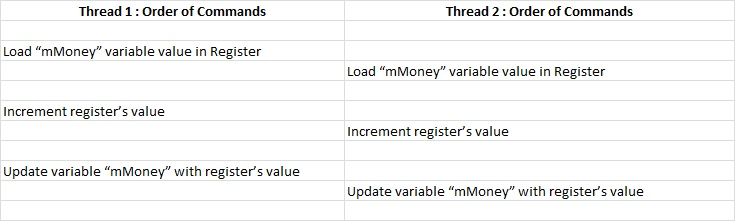 Thread 1 : Order of Commands
Thread 2 : Order of Commands
Load “mMoney” variable value in Register
Load “mMoney” variable value in Register
Increment register’s value
Increment register’s value
Update variable “mMoney” with register’s value
Update variable “mMoney” with register’s value